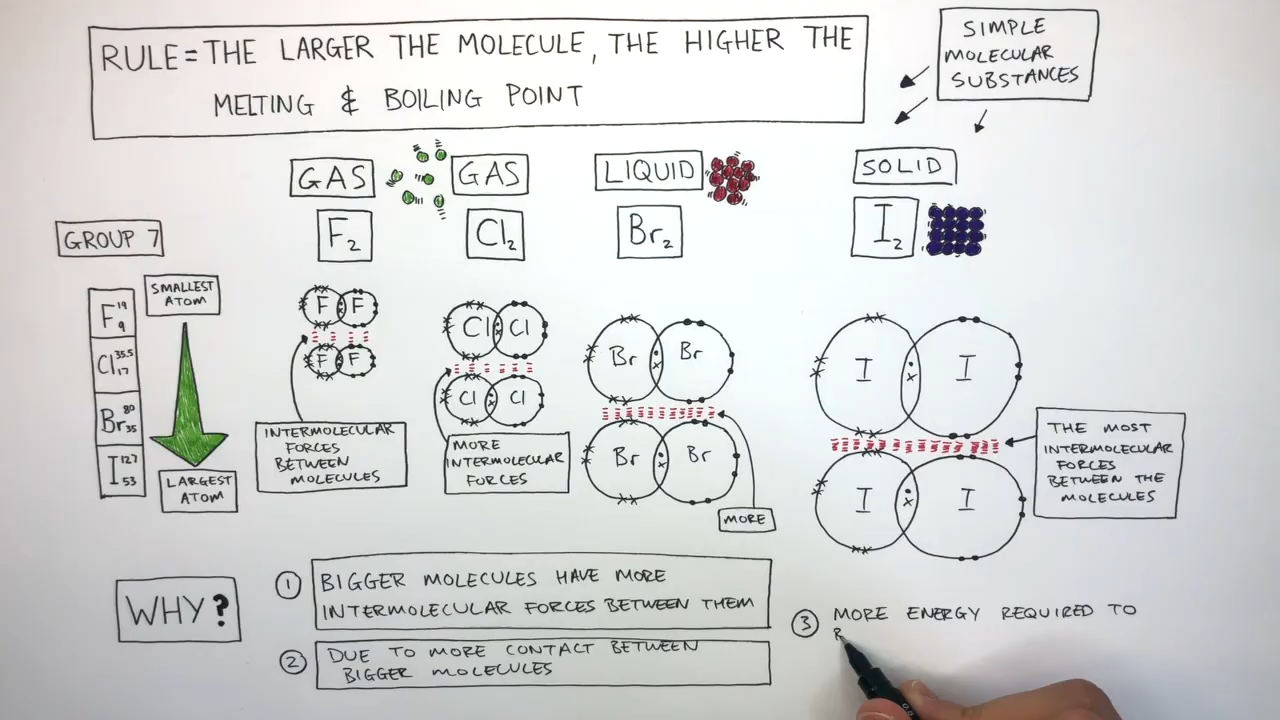 RULE = THE LARGER THE MOLECULE, THE HIGHER THE
MELTING & BOILING POINT
SIMPLE
MOLECULAR
SUBSTANCES
GAS
GAS
LIQUID
SOLID
F2
Cl2
Br2
I2
GROUP 7
F 19 9
Cl 35.5 17
Br 80 35
I 127 53
SMALLEST
ATOM
LARGEST
ATOM
F F
F F
Cl Cl
Cl Cl
Br Br
Br Br
I I
I I
INTERMOLECULAR
FORCES
BETWEEN
MOLECULES
MORE
INTERMOLECULAR
FORCES
MORE
THE MOST
INTERMOLECULAR
FORCES
BETWEEN THE
MOLECULES
WHY?
1 BIGGER MOLECULES HAVE MORE
INTERMOLECULAR FORCES BETWEEN THEM
2 DUE TO MORE CONTACT BETWEEN
BIGGER MOLECULES
3 MORE ENERGY REQUIRED TO